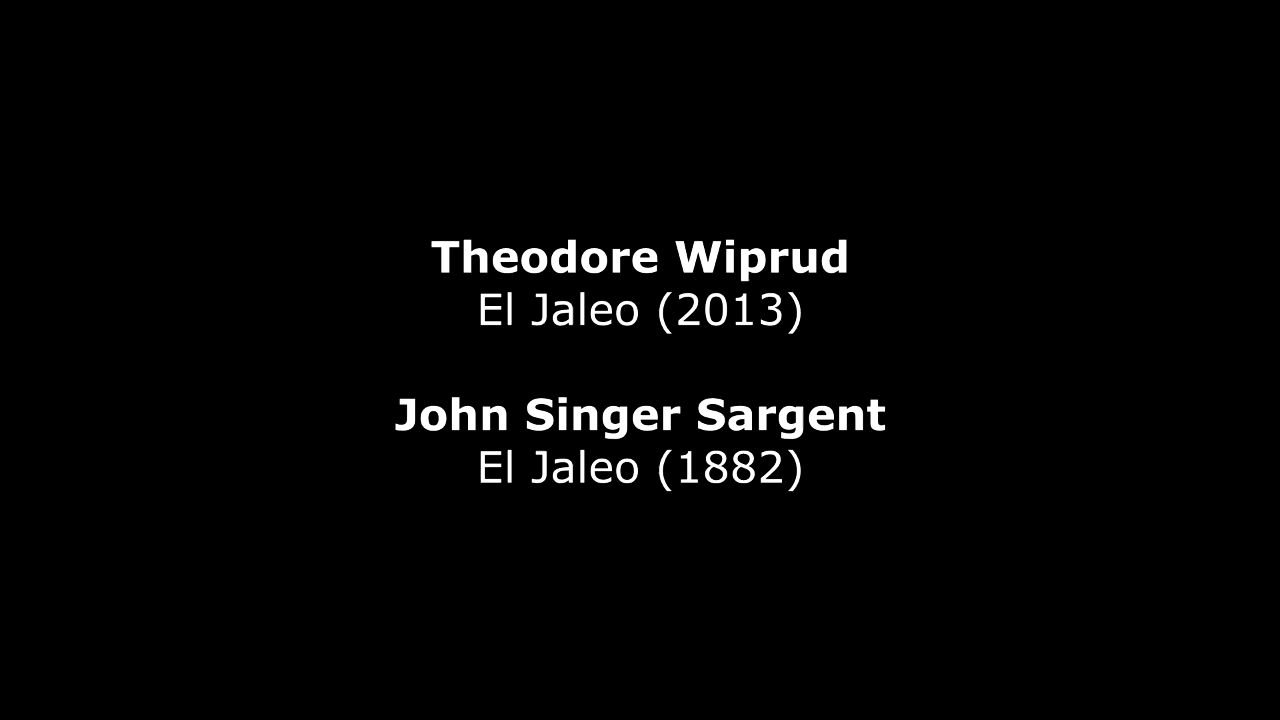 Theodore Wiprud
El Jaleo (2013)
John Singer Sargent
El Jaleo (1882)